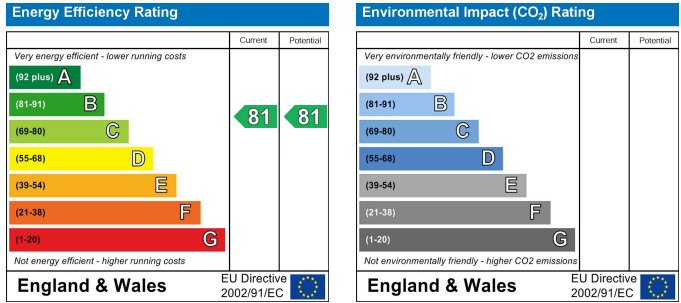 Energy Efficiency Rating
Current Potential
Very energy efficient - lower running costs
(92 plus) A
(81-91) B
81 81
(69-80) C
(55-68) D
(39-54) E
(21-38) F
(1-20) G
Not energy efficient - higher running costs
England & Wales
EU Directive
2002/91/EC
Environmental Impact (CO₂) Rating
Current Potential
Very environmentally friendly - lower CO2 emissions
(92 plus) A
(81-91) B
(69-80) C
(55-68) D
(39-54) E
(21-38) F
(1-20) G
Not environmentally friendly - higher CO2 emissions
England & Wales
EU Directive
2002/91/EC